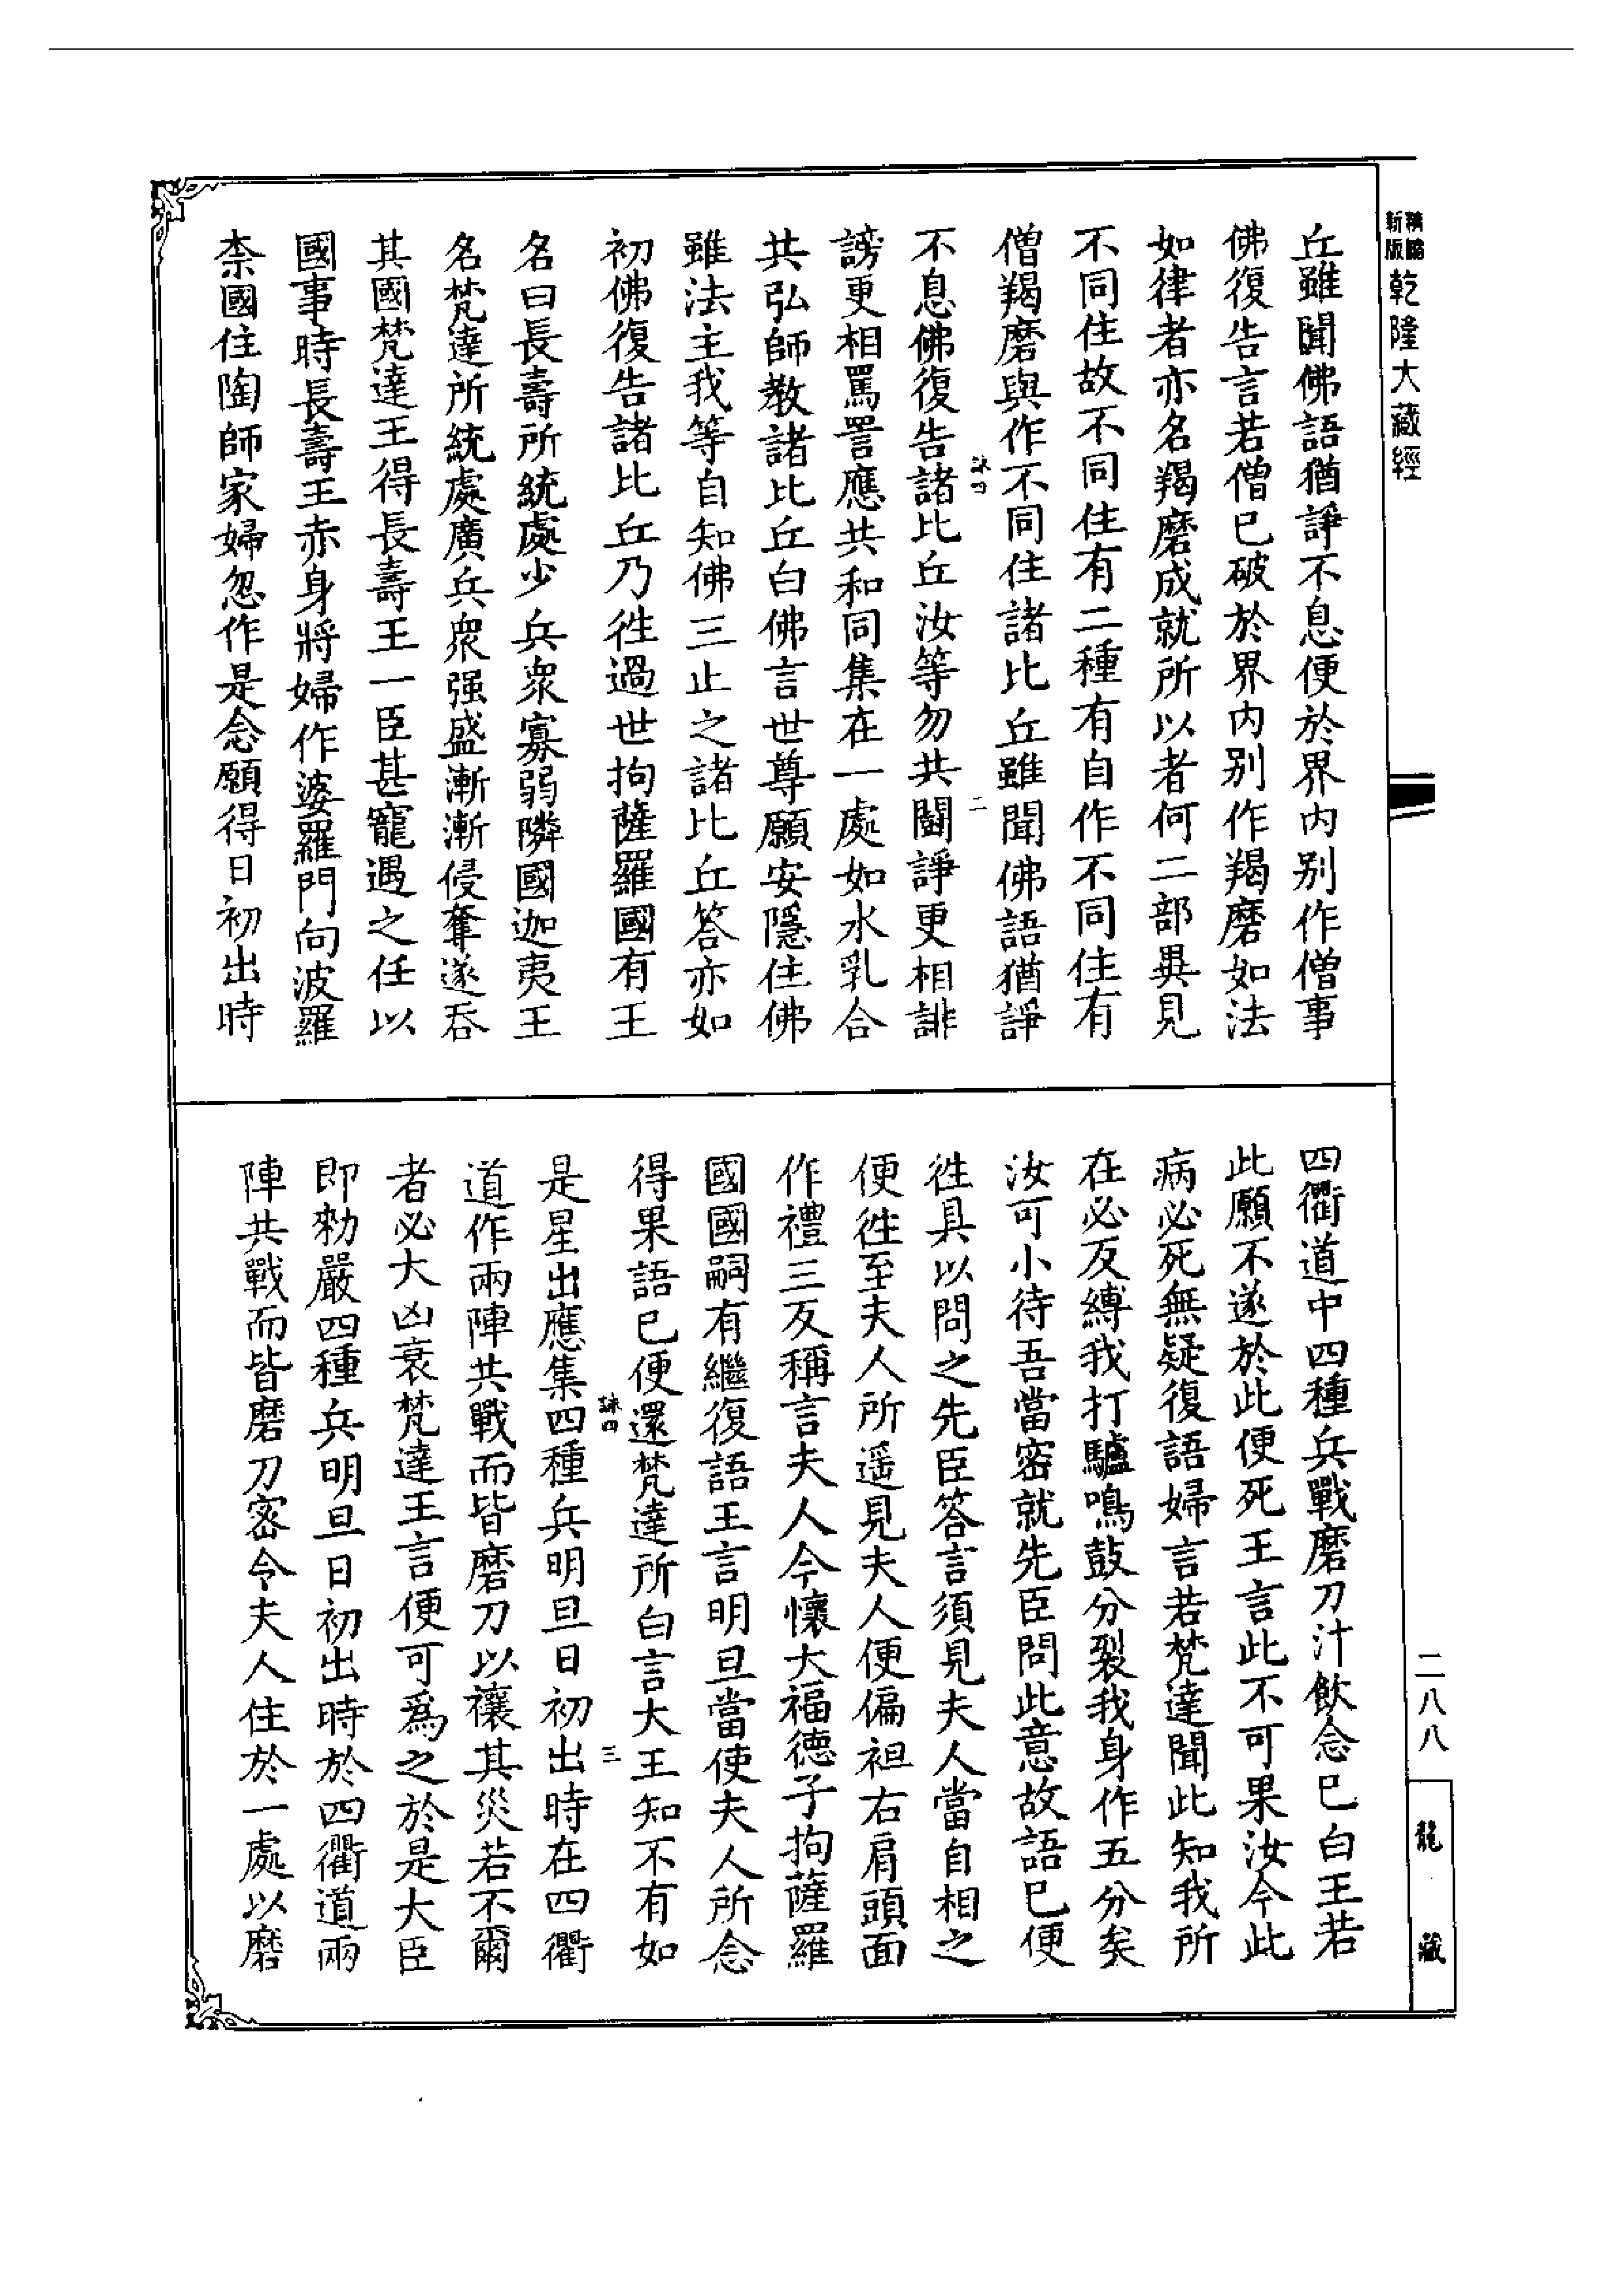 新版
精縮
乾隆大藏經
丘雖聞佛語猶諍不息便於界内别作僧事
佛復告言若僧已破於界内别作羯磨如法
如律者亦名羯磨成就所以者何二部異見
不同住故不同住有二種有自作不同住有
僧羯磨與作不同住諸比丘雖聞佛語猶諍
詠四
二
不息佛復告諸比丘汝等勿共鬪諍更相誹
謗更相罵詈應共和同集在一處如水乳合
共弘師教諸比丘白佛言世尊願安隱住佛
雖法主我等自知佛三止之諸比丘答亦如
初佛復告諸比丘乃徃過世拘薩羅國有王
名曰長壽所統處少兵衆寡弱隣國迦夷王
名梵達所統處廣兵衆强盛漸漸侵奪遂吞
其國梵達王得長壽王一臣甚寵遇之任以
國事時長壽王赤身將婦作婆羅門向波羅
柰國住陶師家婦忽作是念願得日初出時
四衢道中四種兵戰磨刀汁飲念已白王若
此願不遂於此便死王言此不可果汝今此
病必死無疑復語婦言若梵達聞此知我所
在必反縛我打驢鳴鼓分裂我身作五分矣
汝可小待吾當密就先臣問此意故語已便
徃具以問之先臣答言須見夫人當自相之
便徃至夫人所遥見夫人便偏袒右肩頭面
作禮三反稱言夫人今懷大福德子拘薩羅
國國嗣有繼復語王言明旦當使夫人所念
得果語已便還梵達所白言大王知不有如
詠四
三
是星出應集四種兵明旦日初出時在四衢
道作兩陣共戰而皆磨刀以禳其災若不爾
者必大凶衰梵達王言便可爲之於是大臣
即勑嚴四種兵明旦日初出時於四衢道兩
陣共戰而皆磨刀密令夫人住於一處以磨
二八八
龍藏